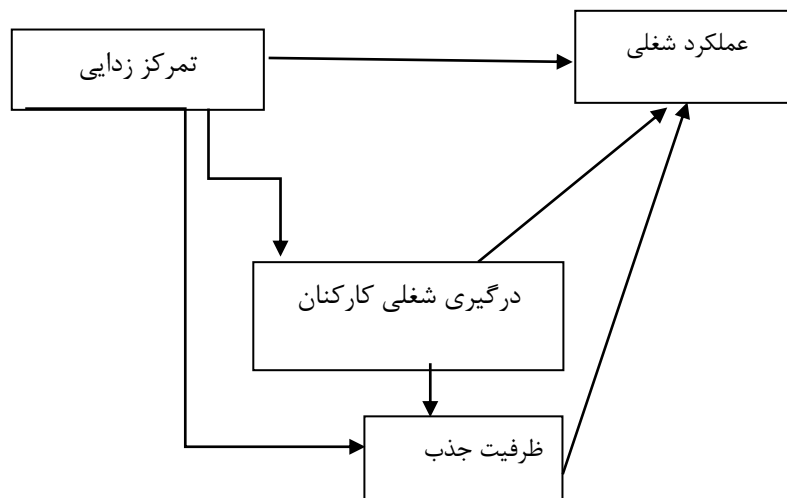 عملکرد شغلی
تمرکز زدایی
درگیری شغلی کارکنان
ظرفیت جذب